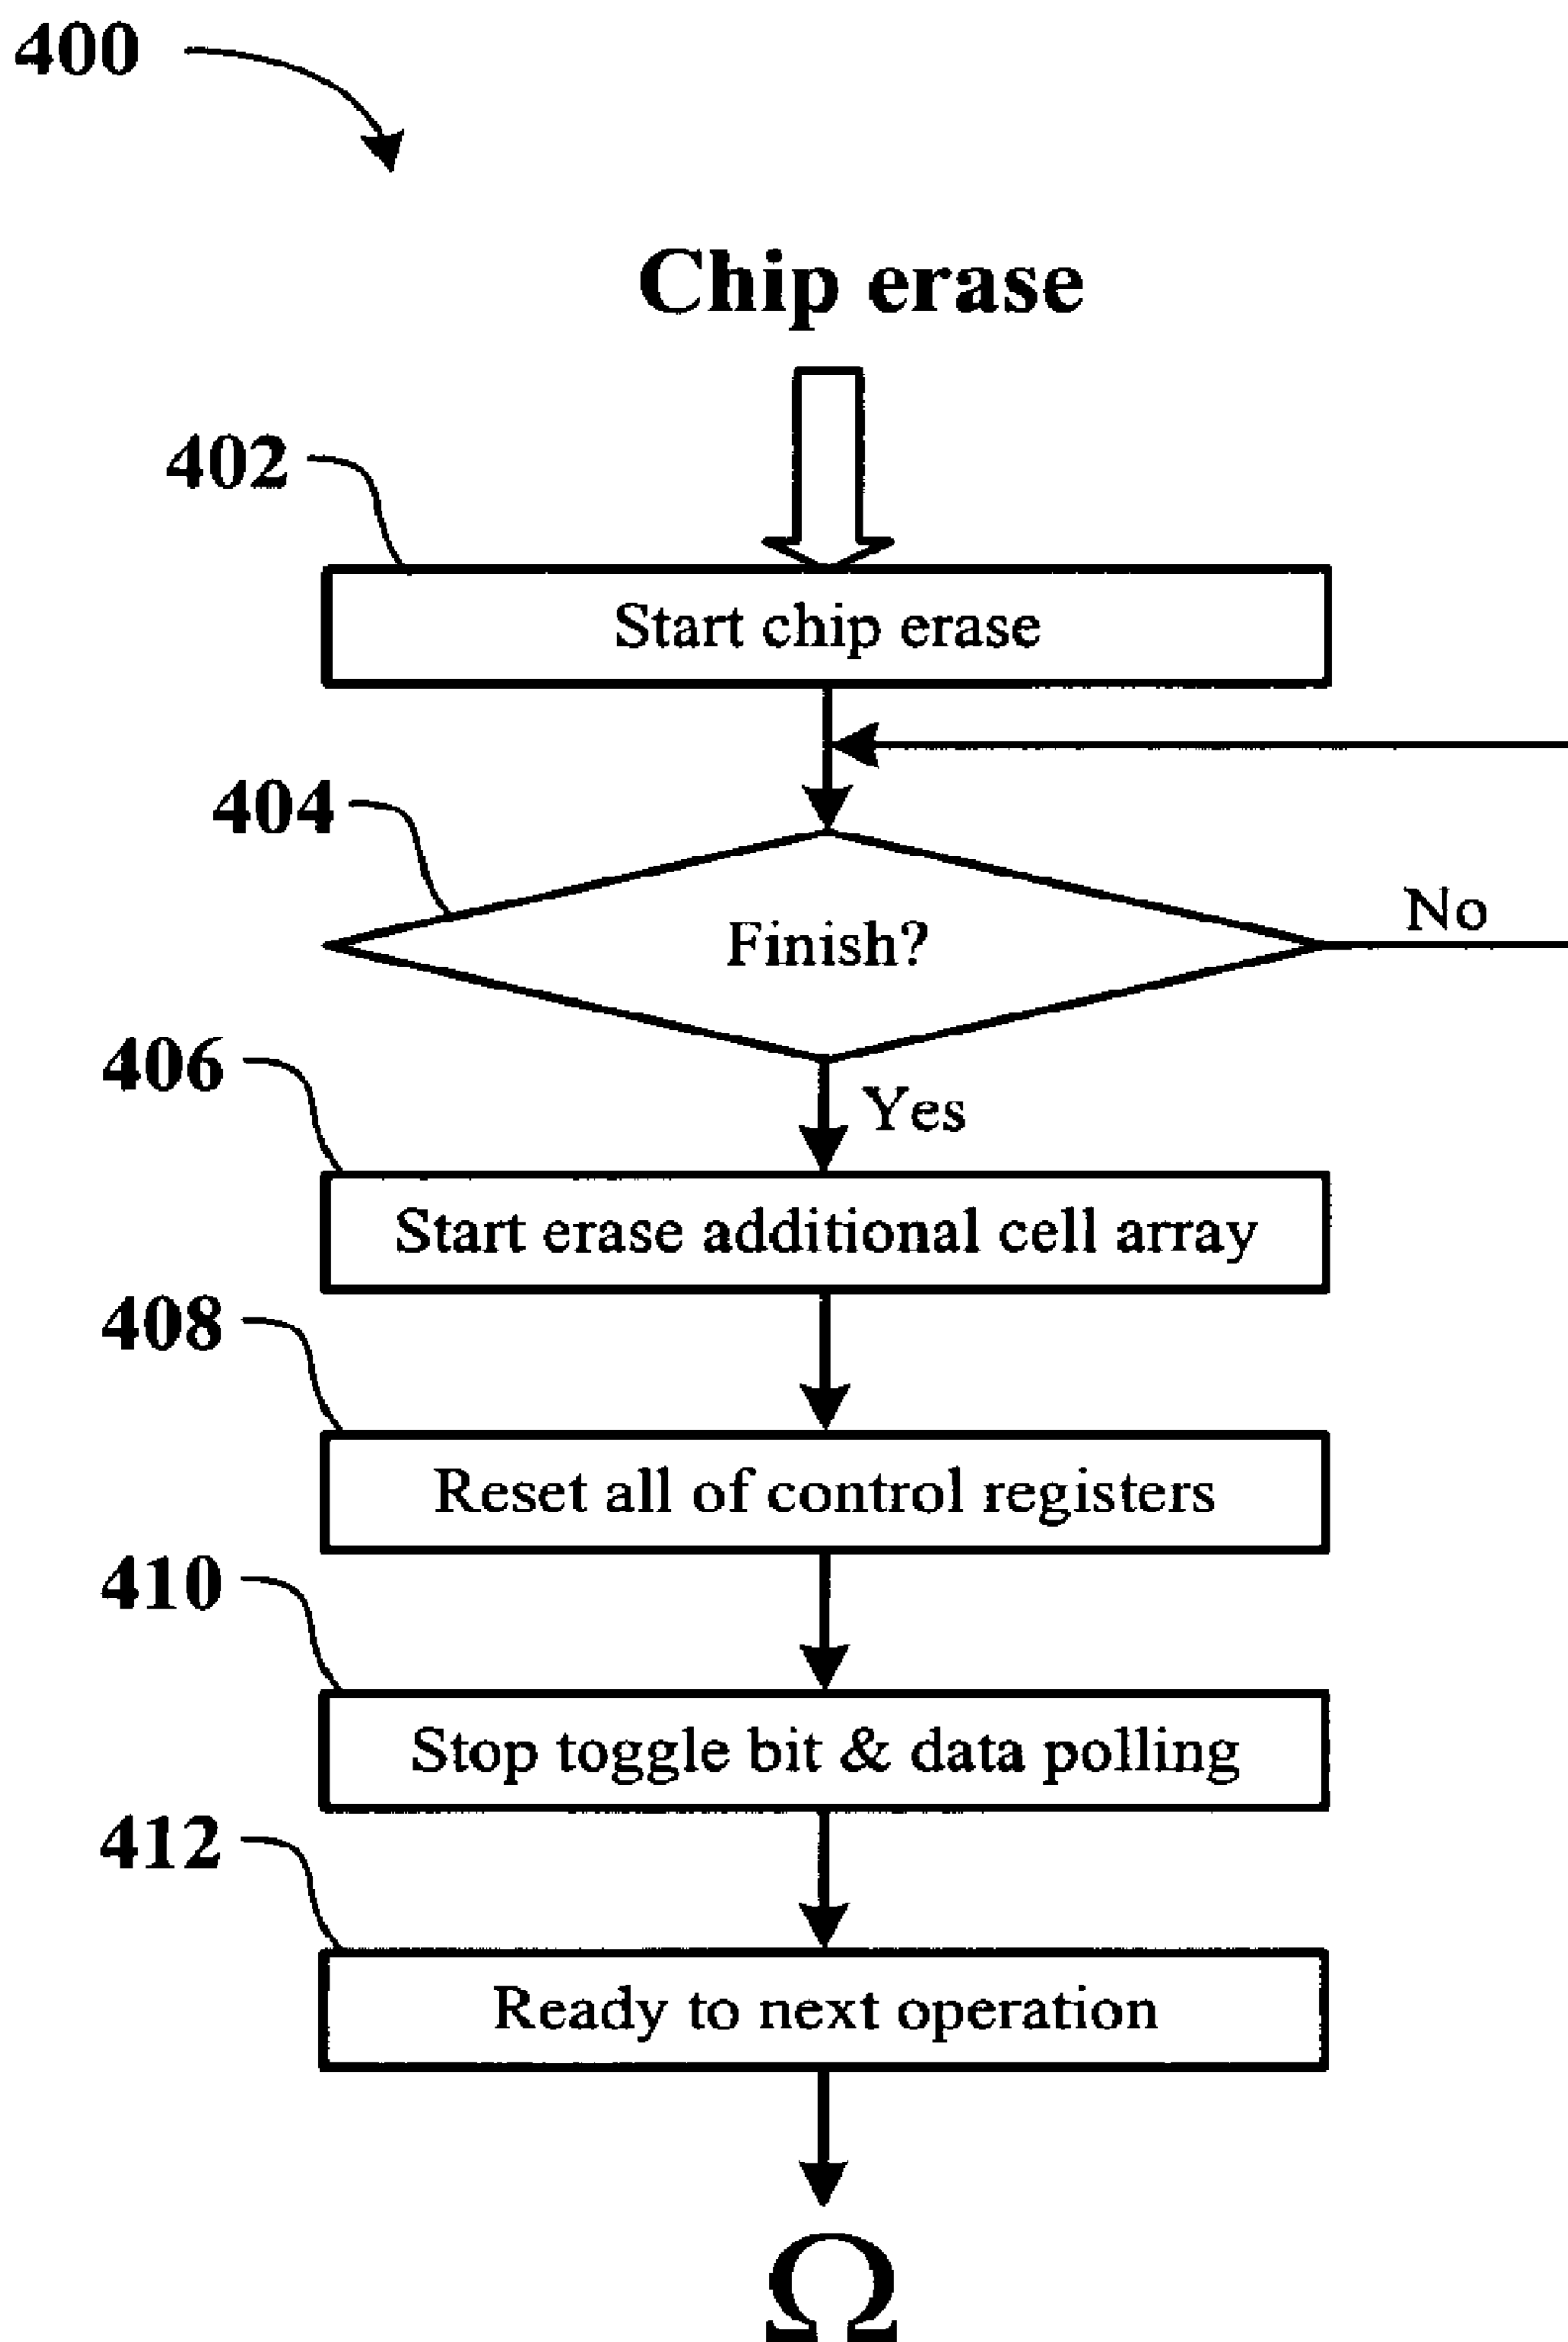 400
Chip erase
402
Start chip erase
404
Finish?
No
Yes
406
Start erase additional cell array
408
Reset all of control registers
410
Stop toggle bit & data polling
412
Ready to next operation
Ω